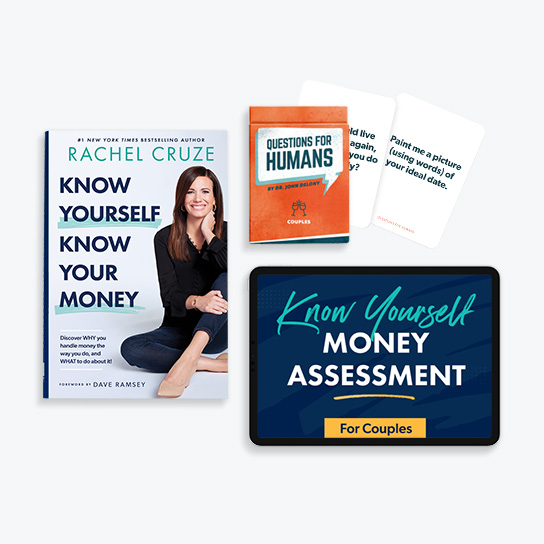 #1 NEW YORK TIMES BESTSELLING AUTHOR
RACHEL CRUZE
KNOW
YOURSELF
KNOW
YOUR
MONEY
Discover WHY you
handle money the
way you do, and
WHAT to do about it!
FOREWORD BY DAVE RAMSEY
QUESTIONS FOR
HUMANS
BY DR. JOHN DELONY
COUPLES
live
again,
you do
Paint me a picture
(using words) of
your ideal date.
Know Yourself
MONEY
ASSESSMENT
For Couples